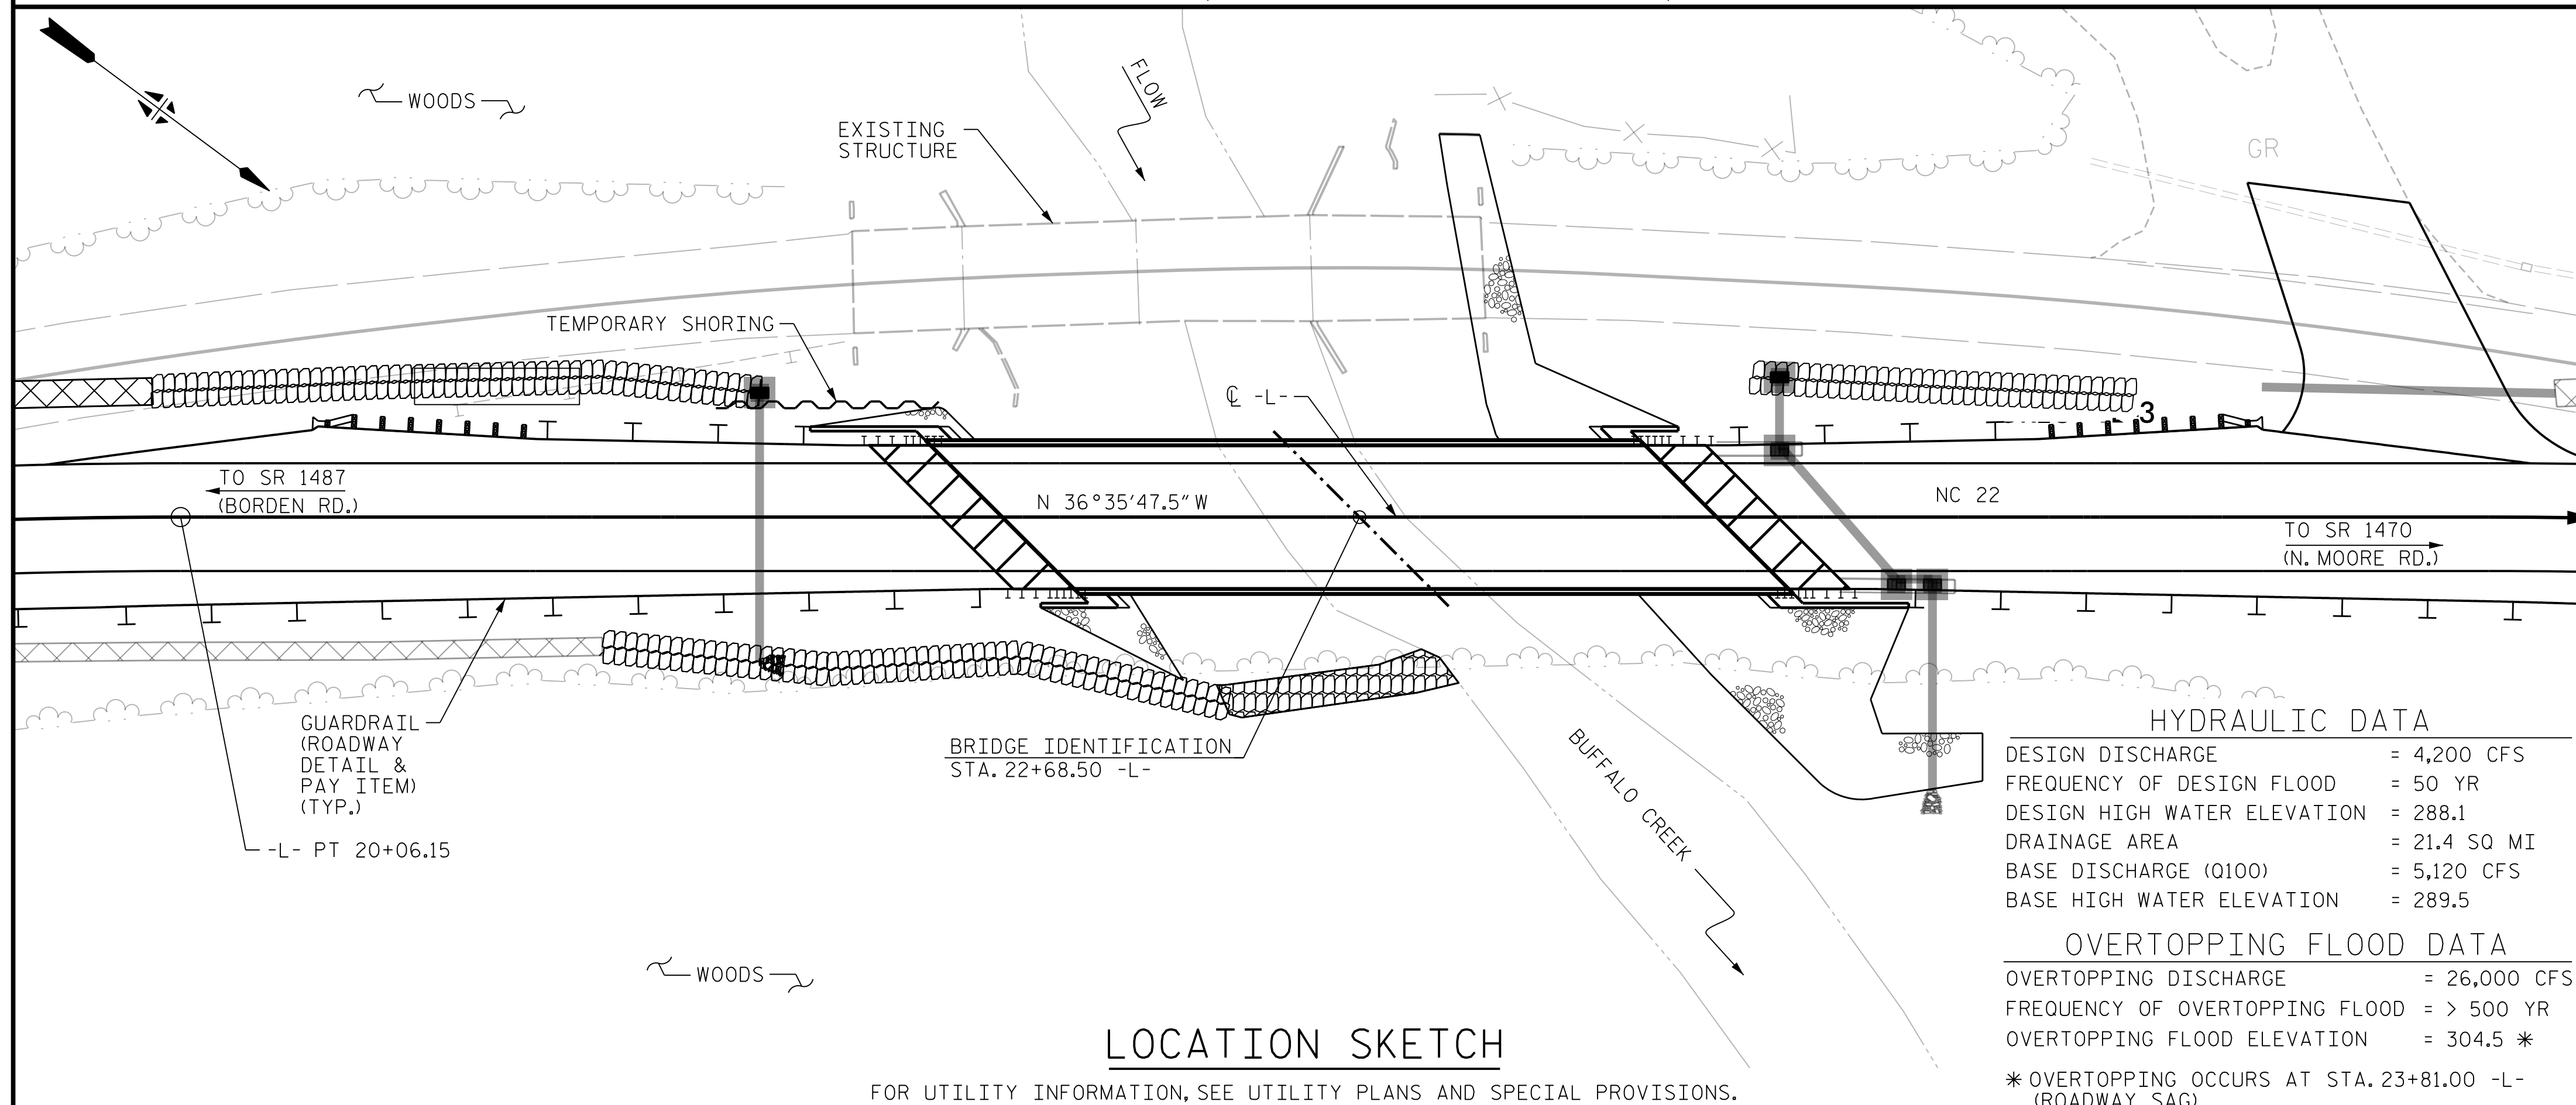 WOODS
FLOW
EXISTING
STRUCTURE
GR
TEMPORARY SHORING
℄ -L-
3
TO SR 1487
(BORDEN RD.)
N 36°35'47.5" W
NC 22
TO SR 1470
(N. MOORE RD.)
GUARDRAIL
(ROADWAY
DETAIL &
PAY ITEM)
(TYP.)
BRIDGE IDENTIFICATION
STA. 22+68.50 -L-
BUFFALO CREEK
-L- PT 20+06.15
WOODS
HYDRAULIC DATA
DESIGN DISCHARGE = 4,200 CFS
FREQUENCY OF DESIGN FLOOD = 50 YR
DESIGN HIGH WATER ELEVATION = 288.1
DRAINAGE AREA = 21.4 SQ MI
BASE DISCHARGE (Q100) = 5,120 CFS
BASE HIGH WATER ELEVATION = 289.5
OVERTOPPING FLOOD DATA
OVERTOPPING DISCHARGE = 26,000 CFS
FREQUENCY OF OVERTOPPING FLOOD = > 500 YR
OVERTOPPING FLOOD ELEVATION = 304.5 *
* OVERTOPPING OCCURS AT STA. 23+81.00 -L-
(ROADWAY SAG)
LOCATION SKETCH
FOR UTILITY INFORMATION, SEE UTILITY PLANS AND SPECIAL PROVISIONS.